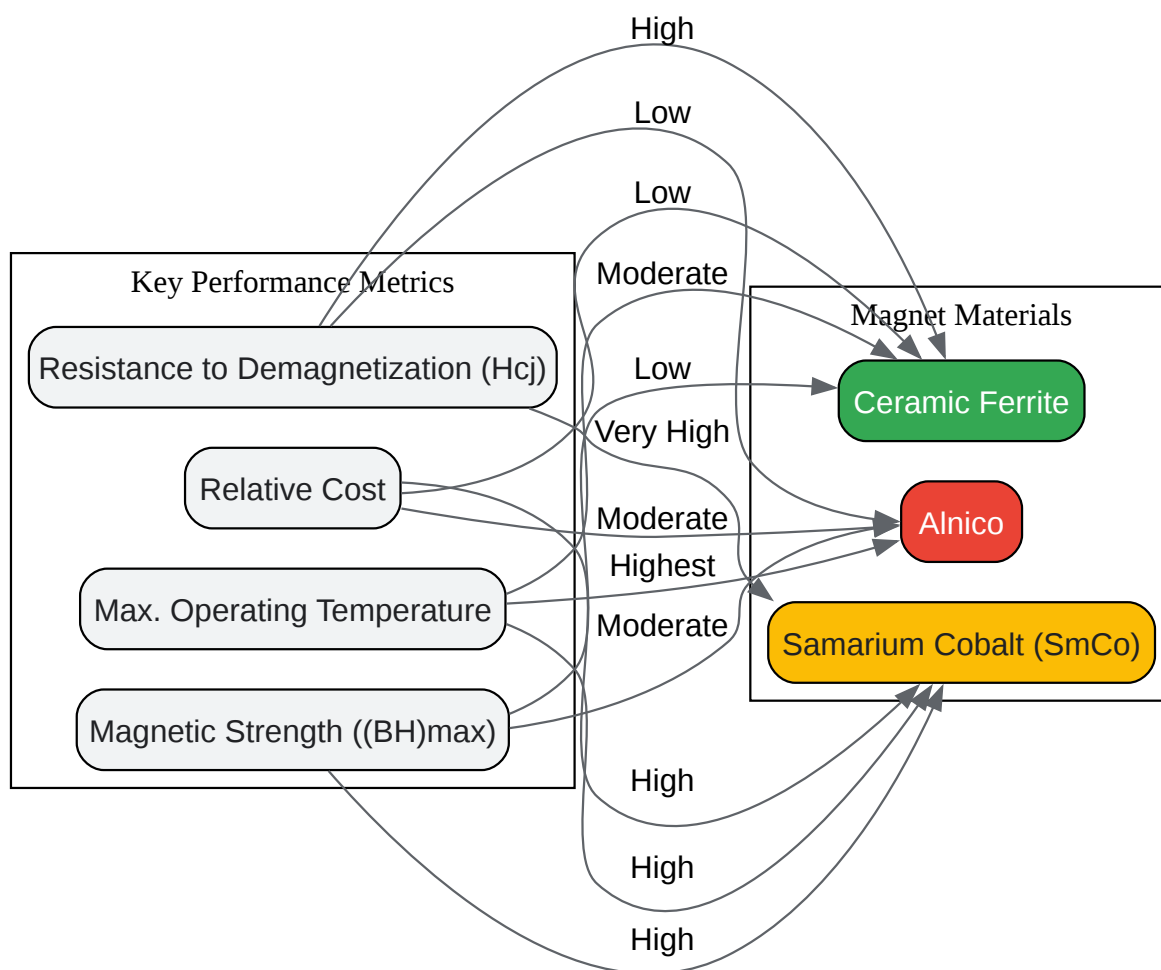 High
Low
Low
Moderate
Low
Very High
Moderate
Highest
Moderate
High
High
High
Key Performance Metrics
Resistance to Demagnetization (Hcj)
Relative Cost
Max. Operating Temperature
Magnetic Strength ((BH)max)
Magnet Materials
Ceramic Ferrite
Alnico
Samarium Cobalt (SmCo)